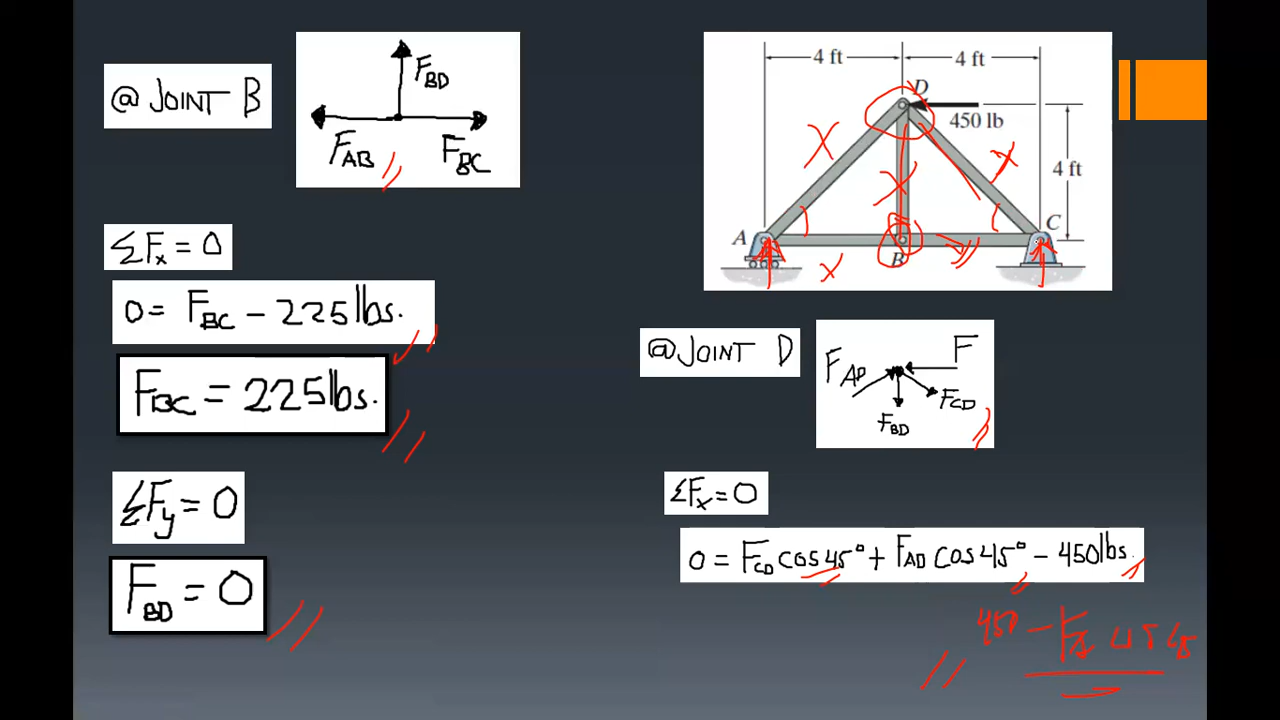 @ JOINT B
F_BD
F_AB
F_BC
ΣFx = 0
0 = F_BC - 225 lbs.
F_BC = 225 lbs.
ΣFy = 0
F_BD = 0
4 ft
4 ft
D
450 lb
4 ft
A
B
C
@ JOINT D
F_AD
F
F_CD
F_BD
ΣFx = 0
0 = F_CD cos 45° + F_AD cos 45° - 450 lbs.
450 -